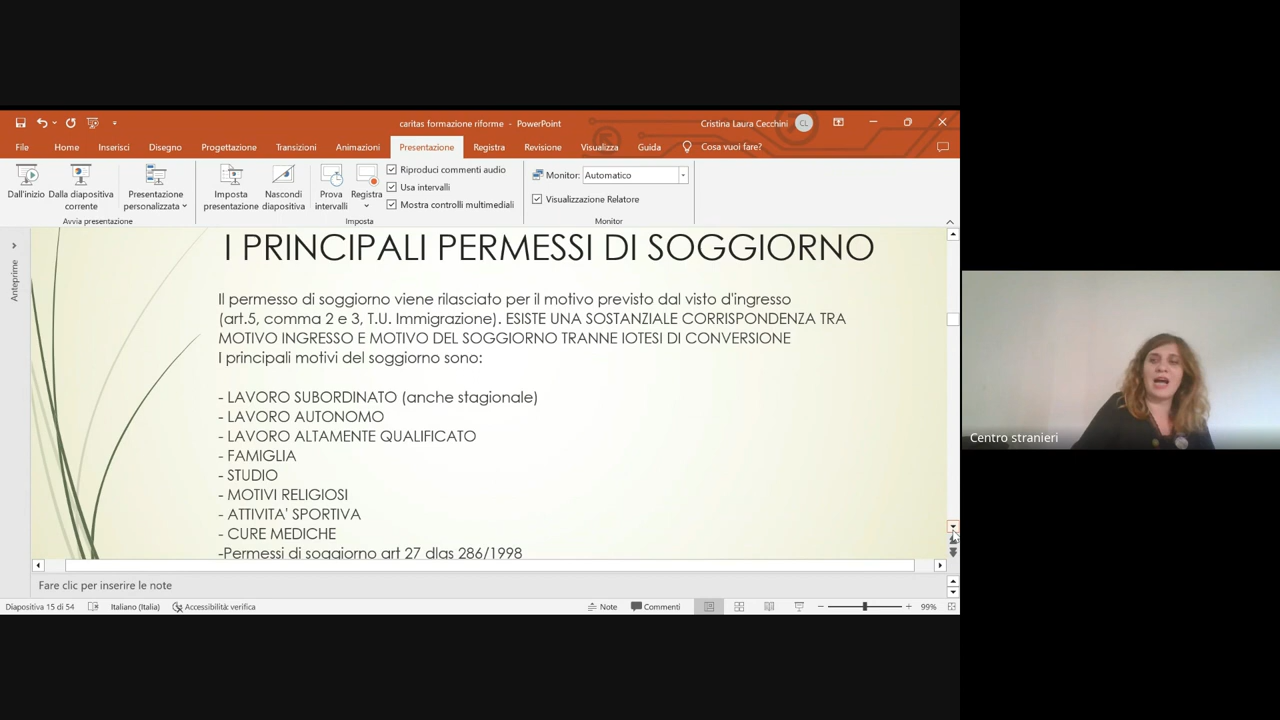 caritas formazione riforme - PowerPoint
Cristina Laura Cecchini CL
File Home Inserisci Disegno Progettazione Transizioni Animazioni Presentazione Registra Revisione Visualizza Guida Cosa vuoi fare?
Dall'inizio
Dalla diapositiva corrente
Presentazione personalizzata
Avvia presentazione
Imposta presentazione
Nascondi diapositiva
Prova intervalli
Registra
Riproduci commenti audio
Usa intervalli
Mostra controlli multimediali
Imposta
Monitor: Automatico
Visualizzazione Relatore
Monitor
Anteprime
I PRINCIPALI PERMESSI DI SOGGIORNO
Il permesso di soggiorno viene rilasciato per il motivo previsto dal visto d'ingresso
(art.5, comma 2 e 3, T.U. Immigrazione). ESISTE UNA SOSTANZIALE CORRISPONDENZA TRA
MOTIVO INGRESSO E MOTIVO DEL SOGGIORNO TRANNE IOTESI DI CONVERSIONE
I principali motivi del soggiorno sono:
- LAVORO SUBORDINATO (anche stagionale)
- LAVORO AUTONOMO
- LAVORO ALTAMENTE QUALIFICATO
- FAMIGLIA
- STUDIO
- MOTIVI RELIGIOSI
- ATTIVITA' SPORTIVA
- CURE MEDICHE
-Permessi di soggiorno art 27 dlgs 286/1998
Centro stranieri
Fare clic per inserire le note
Diapositiva 15 di 54 Italiano (Italia) Accessibilità: verifica Note Commenti 99%